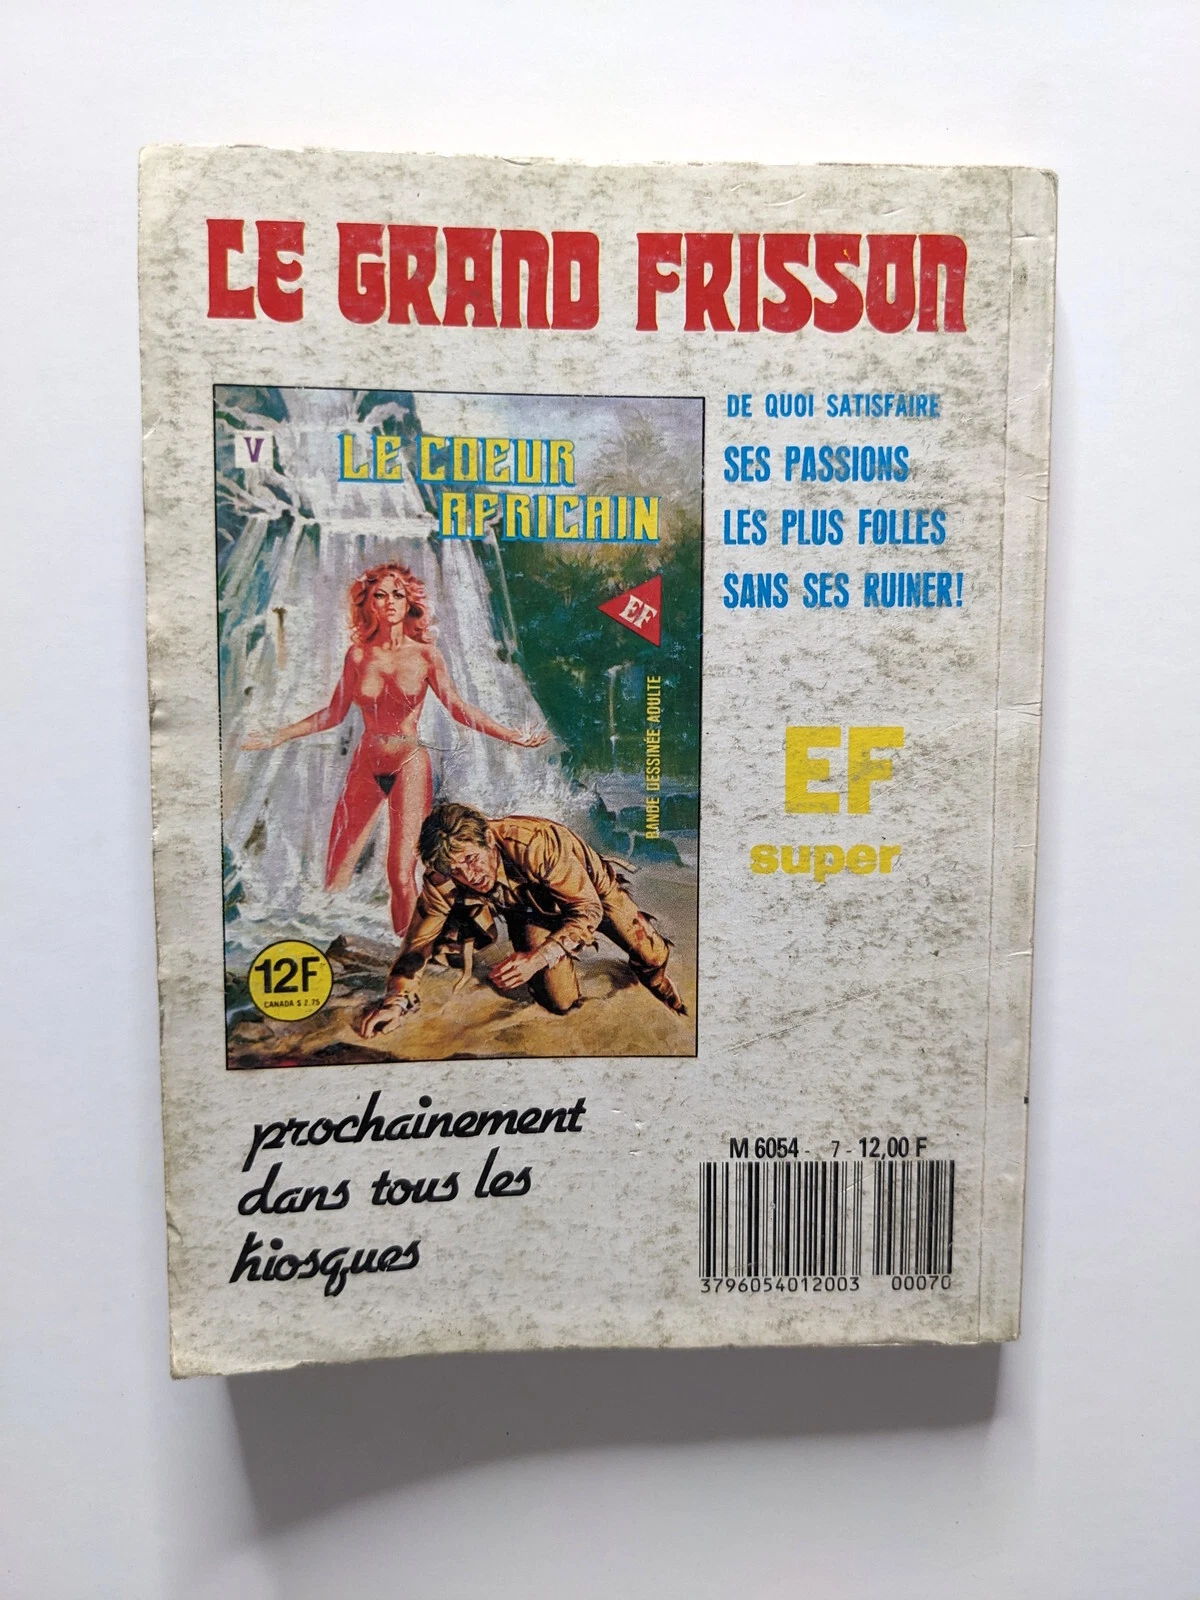 LE GRAND FRISSON
V
LE COEUR
AFRICAIN
EF
BANDE DESSINÉE ADULTE
12F
CANADA $ 2.75
DE QUOI SATISFAIRE
SES PASSIONS
LES PLUS FOLLES
SANS SES RUINER!
EF
super
prochainement
dans tous les
kiosques
M 6054 - 7 - 12,00 F
3796054012003 00070